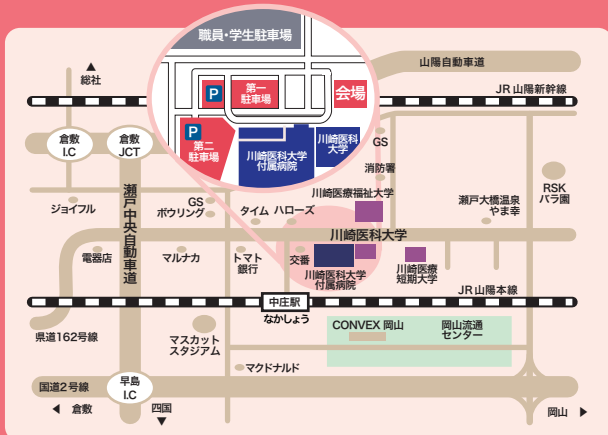 職員・学生駐車場
山陽自動車道
総社
JR山陽新幹線
P
第一
駐車場
会場
P
第二
駐車場
川崎医科大学
付属病院
川崎医科
大学
倉敷
I.C
倉敷
JCT
GS
消防署
瀬戸中央自動車道
川崎医療福祉大学
瀬戸大橋温泉
やま幸
RSK
バラ園
ジョイフル
GS
ボウリング
タイム
ハローズ
川崎医科大学
電器店
マルナカ
トマト
銀行
交番
川崎医科大学
付属病院
川崎医療
短期大学
JR山陽本線
中庄駅
なかしょう
県道162号線
マスカット
スタジアム
CONVEX 岡山
岡山流通
センター
マクドナルド
国道2号線
早島
I.C
倉敷
四国
岡山